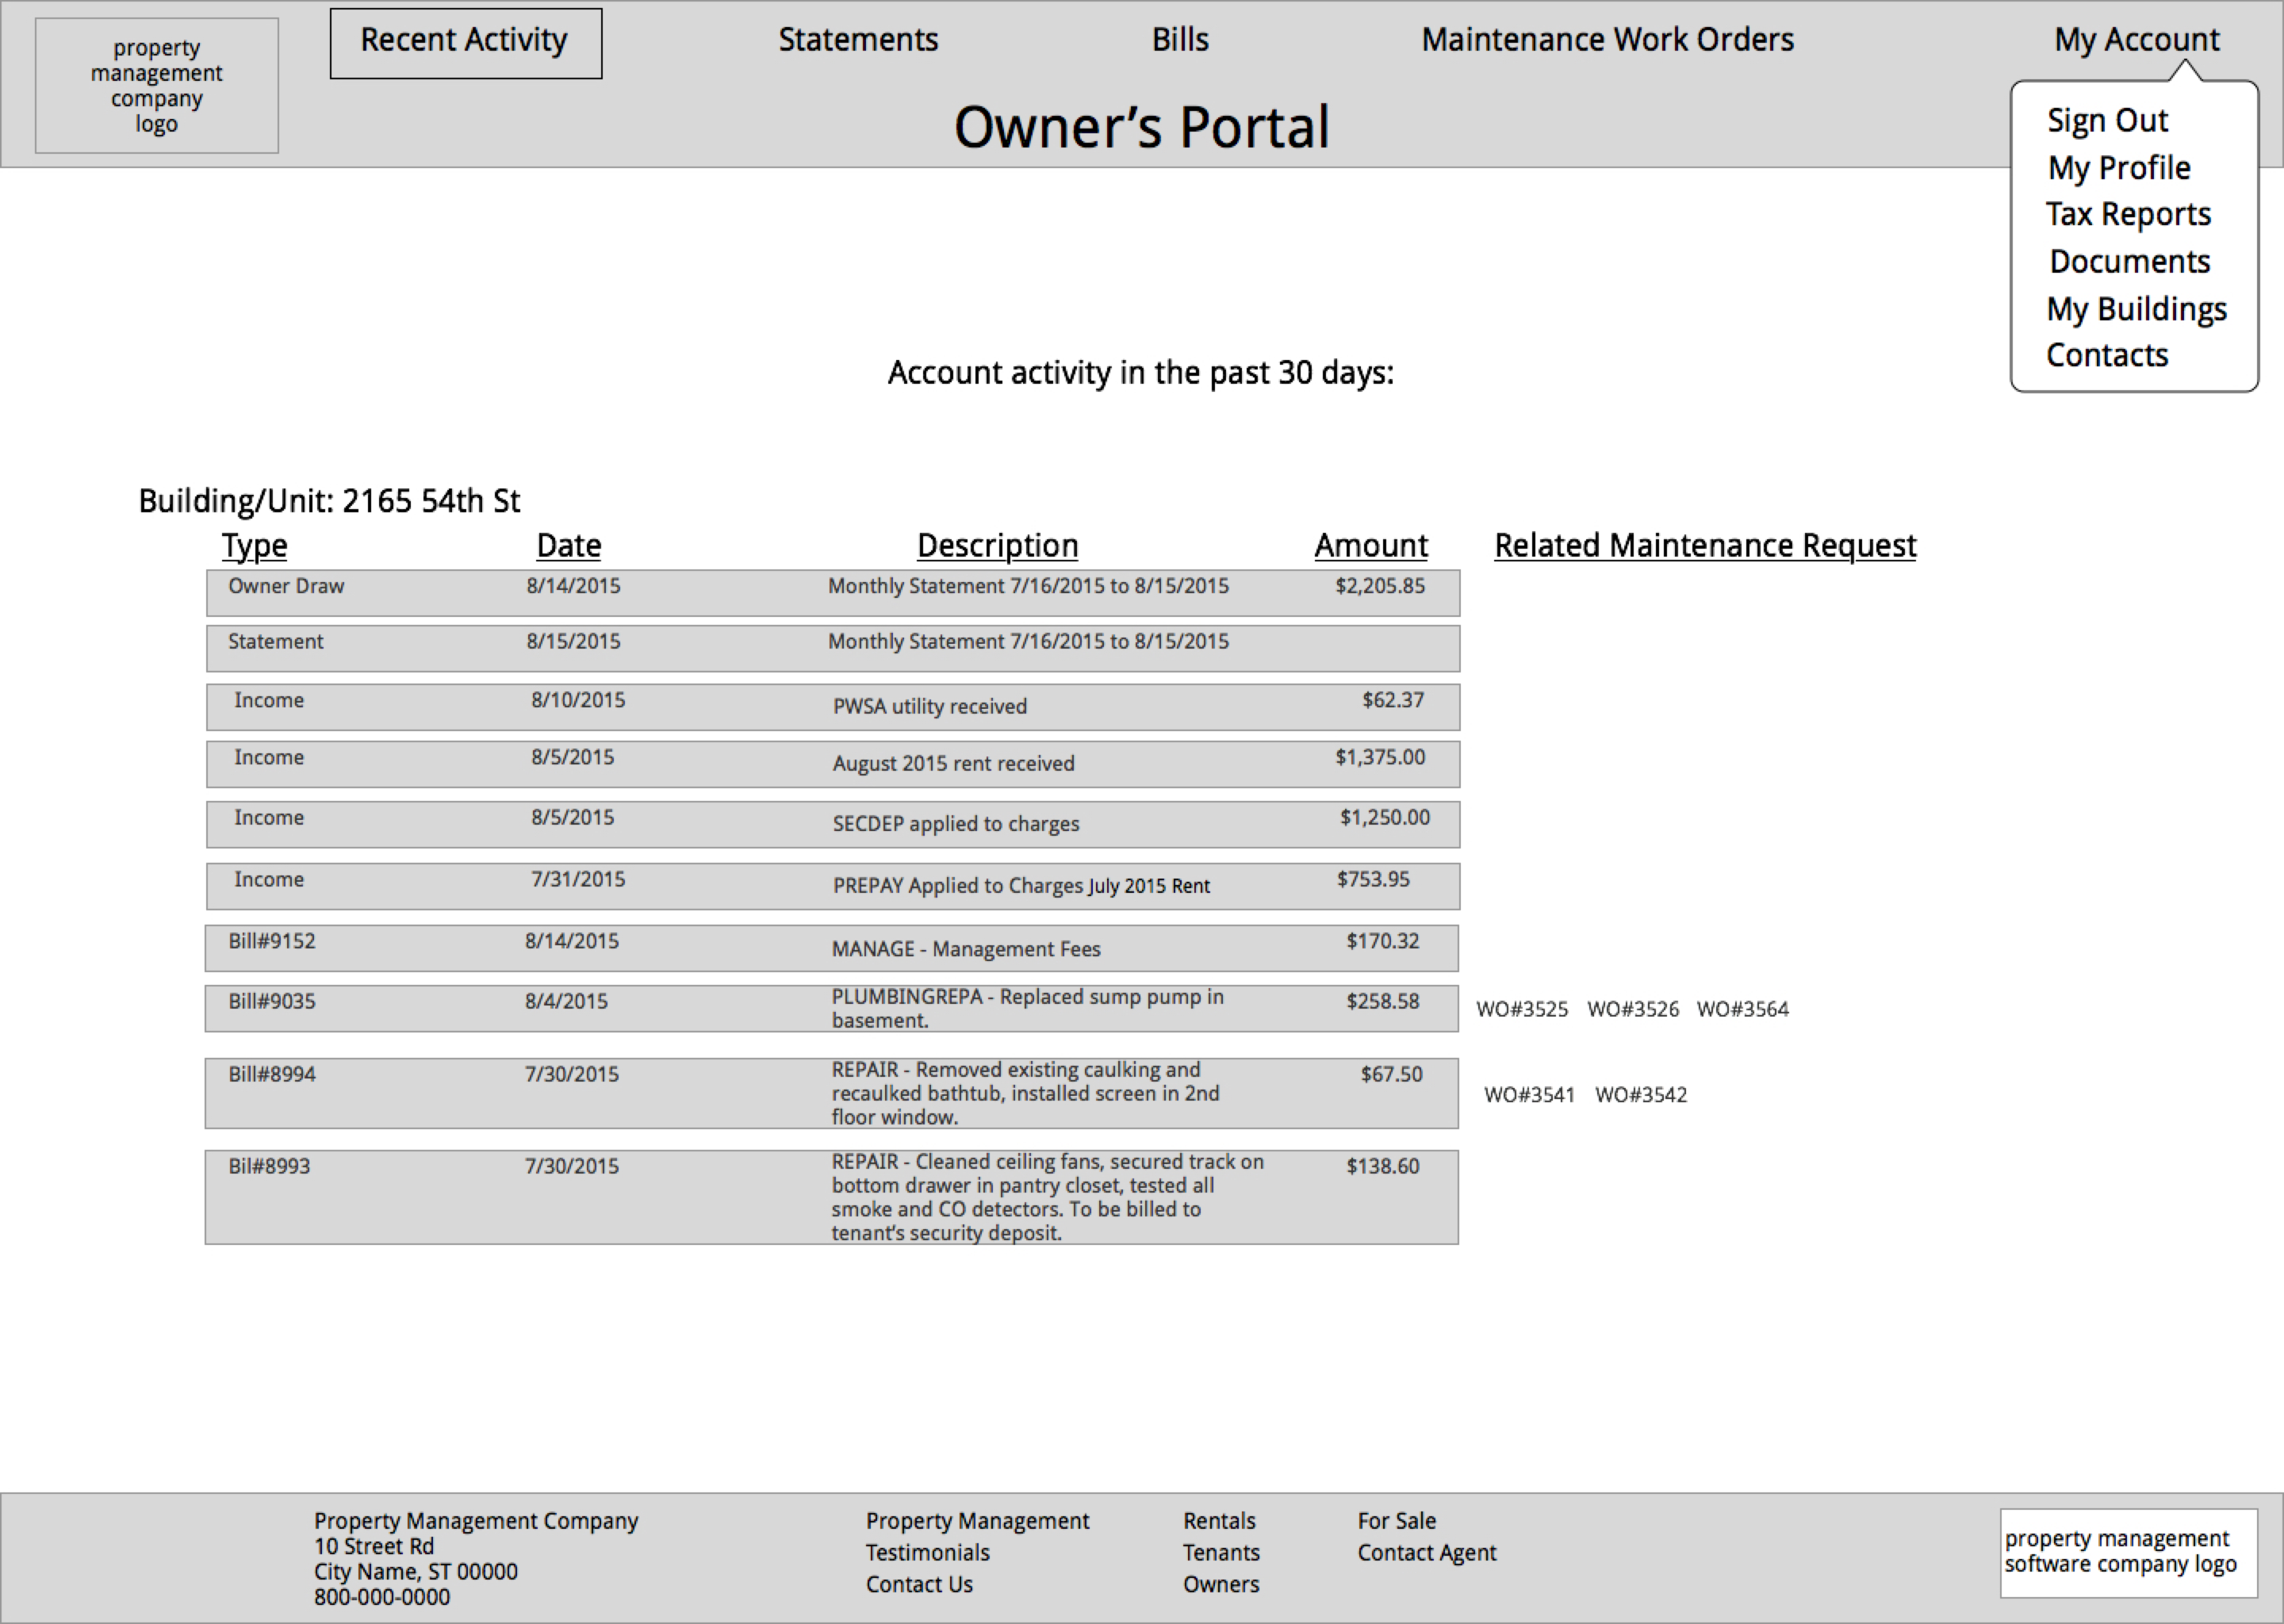 property
management
company
logo
Recent Activity
Statements
Bills
Maintenance Work Orders
My Account
Owner’s Portal
Sign Out
My Profile
Tax Reports
Documents
My Buildings
Contacts
Account activity in the past 30 days:
Building/Unit: 2165 54th St
Type Date Description Amount Related Maintenance Request
Owner Draw 8/14/2015 Monthly Statement 7/16/2015 to 8/15/2015 $2,205.85
Statement 8/15/2015 Monthly Statement 7/16/2015 to 8/15/2015
Income 8/10/2015 PWSA utility received $62.37
Income 8/5/2015 August 2015 rent received $1,375.00
Income 8/5/2015 SECDEP applied to charges $1,250.00
Income 7/31/2015 PREPAY Applied to Charges July 2015 Rent $753.95
Bill#9152 8/14/2015 MANAGE - Management Fees $170.32
Bill#9035 8/4/2015 PLUMBINGREPA - Replaced sump pump in $258.58 WO#3525 WO#3526 WO#3564
basement.
Bill#8994 7/30/2015 REPAIR - Removed existing caulking and $67.50
recaulked bathtub, installed screen in 2nd WO#3541 WO#3542
floor window.
Bil#8993 7/30/2015 REPAIR - Cleaned ceiling fans, secured track on $138.60
bottom drawer in pantry closet, tested all
smoke and CO detectors. To be billed to
tenant's security deposit.
Property Management Company
10 Street Rd
City Name, ST 00000
800-000-0000
Property Management
Testimonials
Contact Us
Rentals
Tenants
Owners
For Sale
Contact Agent
property management
software company logo